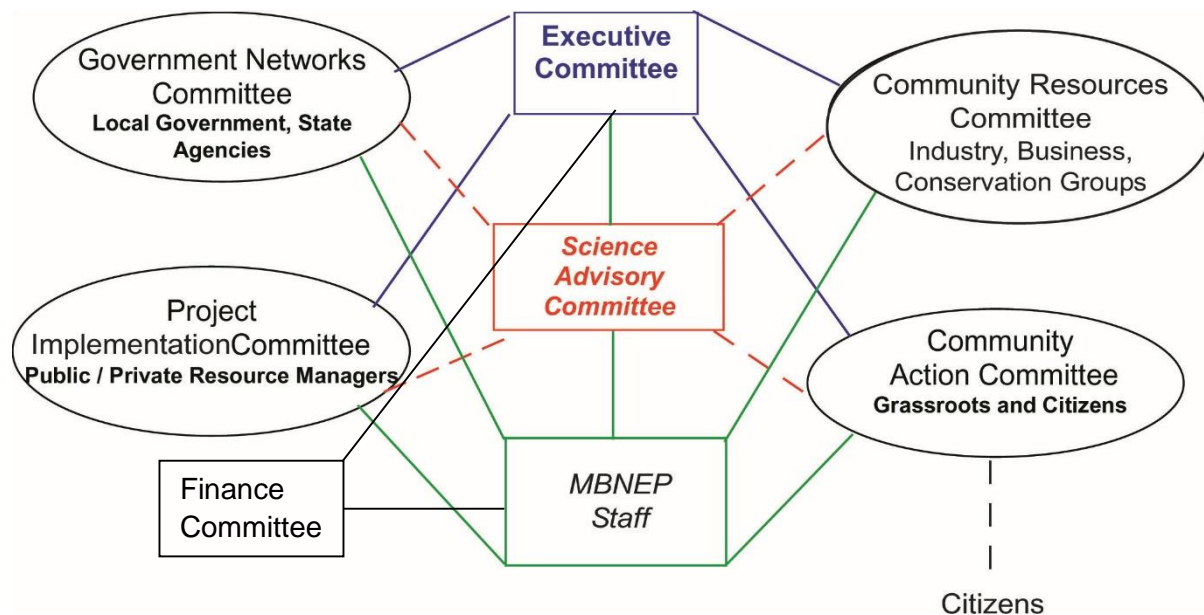 Government Networks
Committee
Local Government, State
Agencies
Executive
Committee
Community Resources
Committee
Industry, Business,
Conservation Groups
Science
Advisory
Committee
Project
ImplementationCommittee
Public / Private Resource Managers
Community
Action Committee
Grassroots and Citizens
Finance
Committee
MBNEP
Staff
Citizens